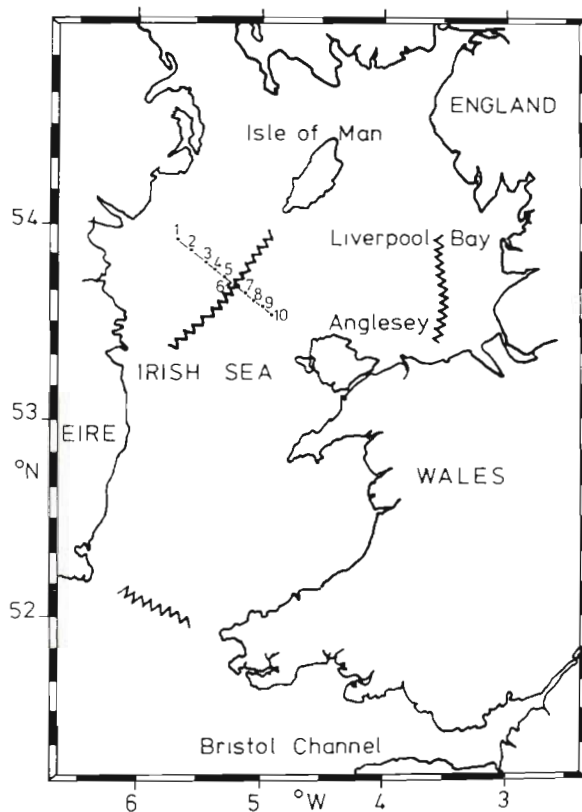 ENGLAND
Isle of Man
54
1
2
3
4
5
Liverpool Bay
6
7
8
9
10
Anglesey
IRISH SEA
53
EIRE
°N
WALES
52
Bristol Channel
6 5 °W 4 3